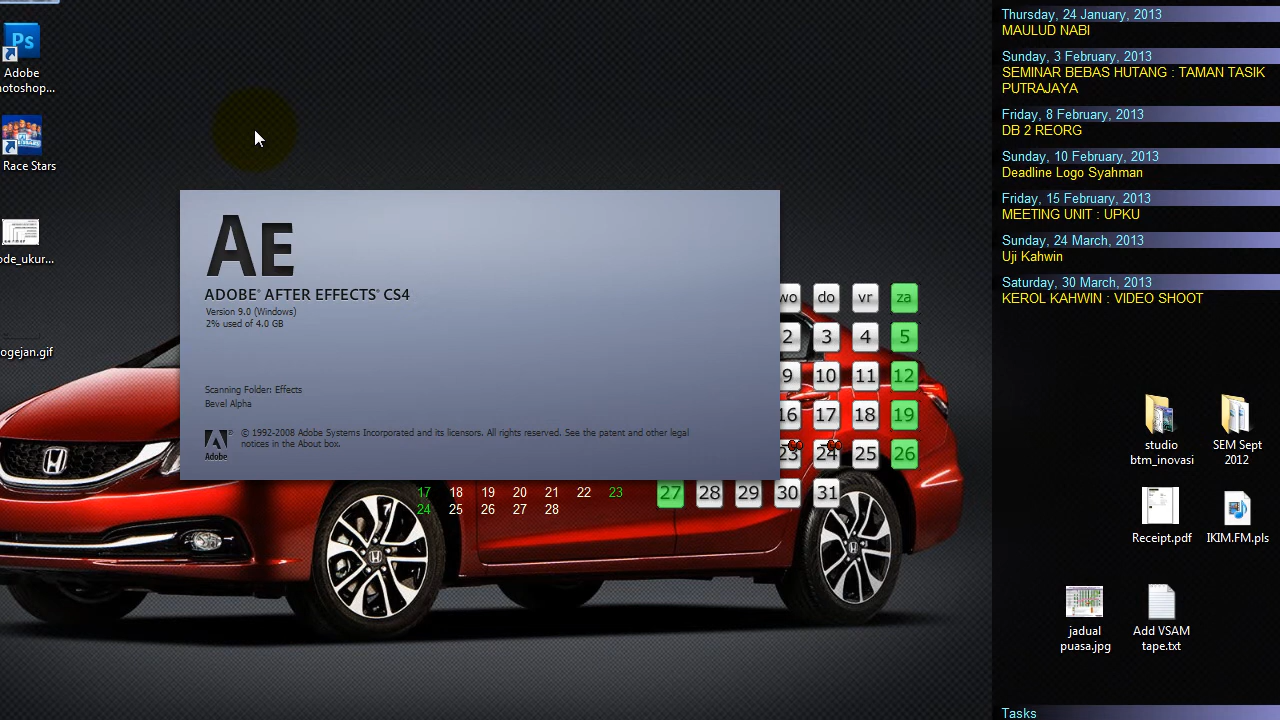 Ps
Adobe
otoshop...
Race Stars
ode_ukur...
ogejan.gif
AE
ADOBE® AFTER EFFECTS® CS4
Version 9.0 (Windows)
2% used of 4.0 GB
Scanning Folder: Effects
Bevel Alpha
Adobe
© 1992-2008 Adobe Systems Incorporated and its licensors. All rights reserved. See the patent and other legal
notices in the About box.
wo do vr za
2 3 4 5
9 10 11 12
16 17 18 19
23 24 25 26
27 28 29 30 31
17 18 19 20 21 22 23
24 25 26 27 28
Thursday, 24 January, 2013
MAULUD NABI
Sunday, 3 February, 2013
SEMINAR BEBAS HUTANG : TAMAN TASIK
PUTRAJAYA
Friday, 8 February, 2013
DB 2 REORG
Sunday, 10 February, 2013
Deadline Logo Syahman
Friday, 15 February, 2013
MEETING UNIT : UPKU
Sunday, 24 March, 2013
Uji Kahwin
Saturday, 30 March, 2013
KEROL KAHWIN : VIDEO SHOOT
studio
btm_inovasi
SEM Sept
2012
Receipt.pdf
IKIM.FM.pls
jadual
puasa.jpg
Add VSAM
tape.txt
Tasks